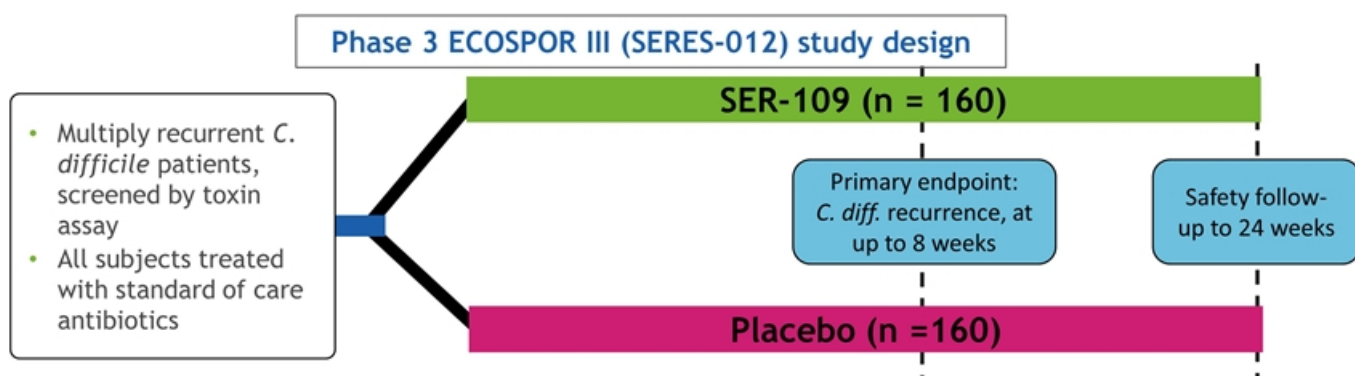 Phase 3 ECOSPOR III (SERES-012) study design
• Multiply recurrent C.
difficile patients,
screened by toxin
assay
• All subjects treated
with standard of care
antibiotics
SER-109 (n = 160)
Primary endpoint:
C. diff. recurrence, at
up to 8 weeks
Safety follow-
up to 24 weeks
Placebo (n =160)